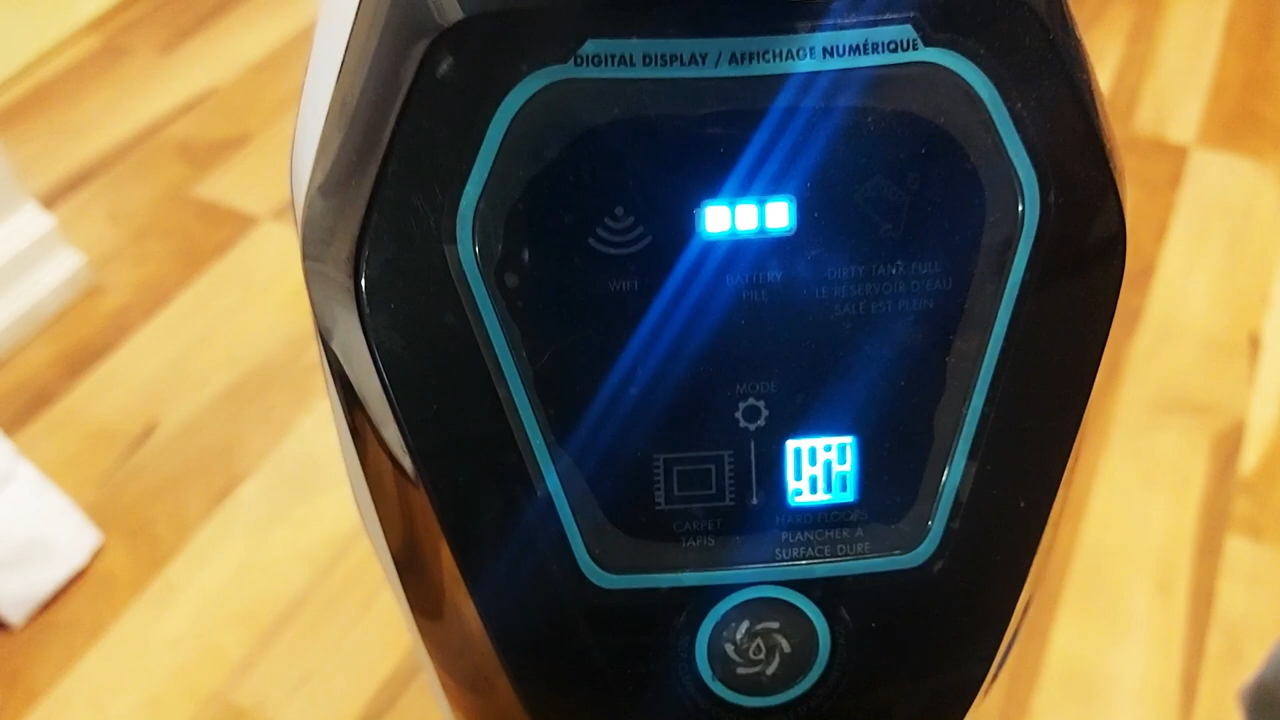 DIGITAL DISPLAY / AFFICHAGE NUMÉRIQUE
WIFI
BATTERY
PILE
DIRTY TANK FULL
LE RÉSERVOIR D'EAU
SALE EST PLEIN
MODE
CARPET
TAPIS
HARD FLOORS
PLANCHER À
SURFACE DURE